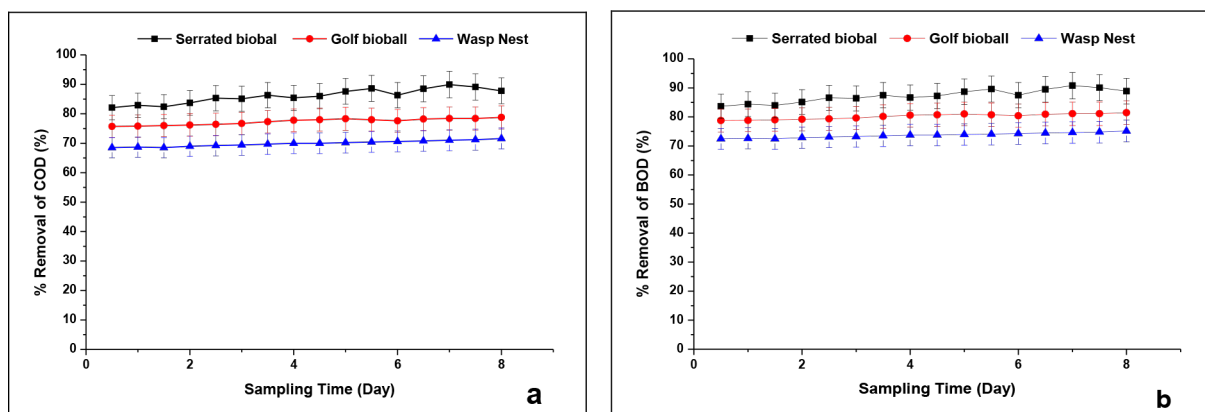 Serrated biobal Golf bioball Wasp Nest
100
90
80
70
60
50
40
30
20
10
0
0 2 4 6 8
% Removal of COD (%)
Sampling Time (Day)
a
Serrated biobal Golf bioball Wasp Nest
100
90
80
70
60
50
40
30
20
10
0
0 2 4 6 8
% Removal of BOD (%)
Sampling Time (Day)
b